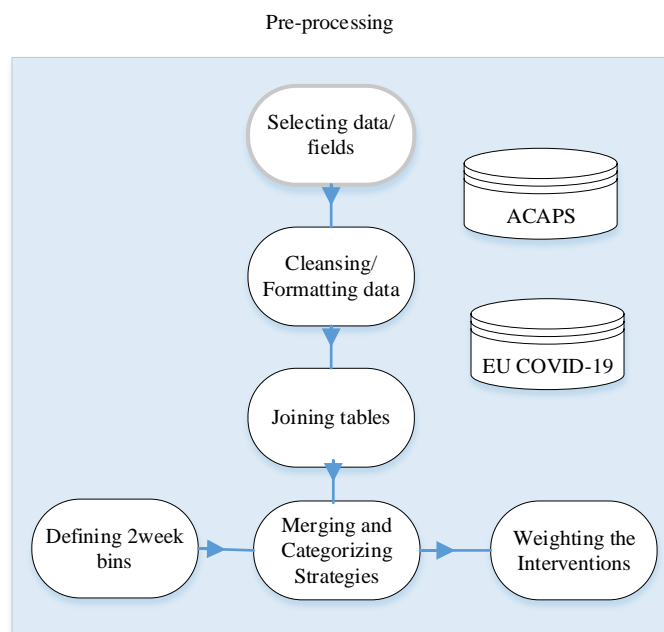 Pre-processing
Selecting data/
fields
ACAPS
Cleansing/
Formatting data
EU COVID-19
Joining tables
Defining 2week
bins
Merging and
Categorizing
Strategies
Weighting the
Interventions